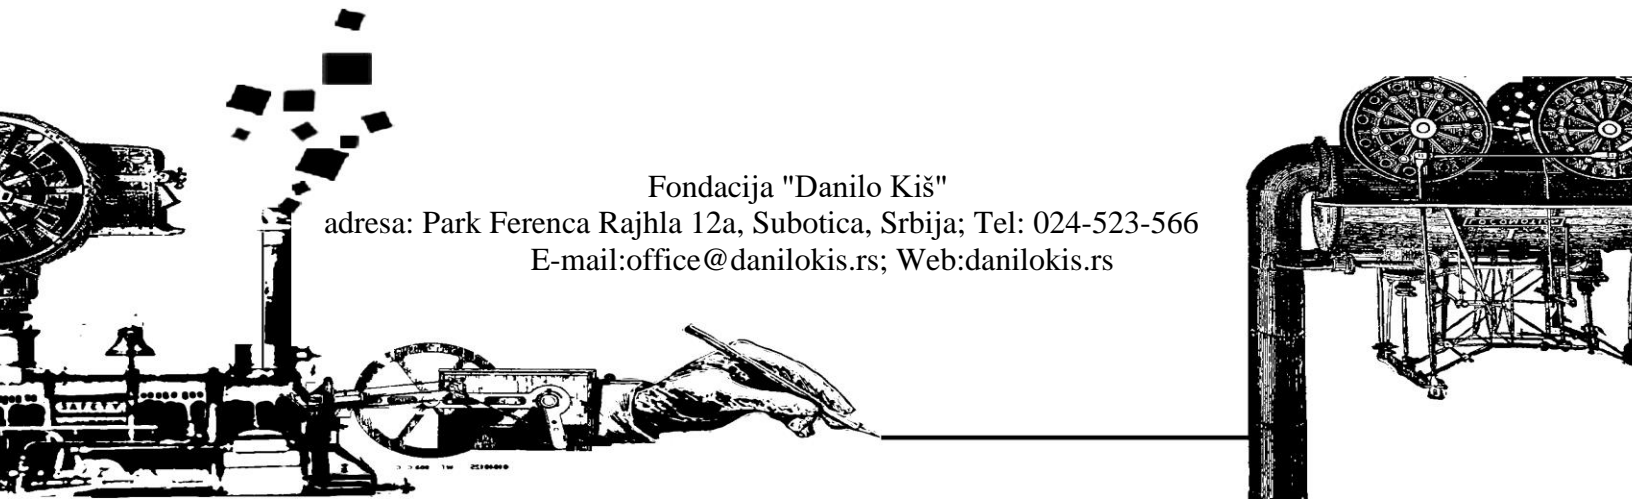 Fondacija "Danilo Kiš"
adresa: Park Ferenca Rajhla 12a, Subotica, Srbija; Tel: 024-523-566
E-mail:office@danilokis.rs; Web:danilokis.rs